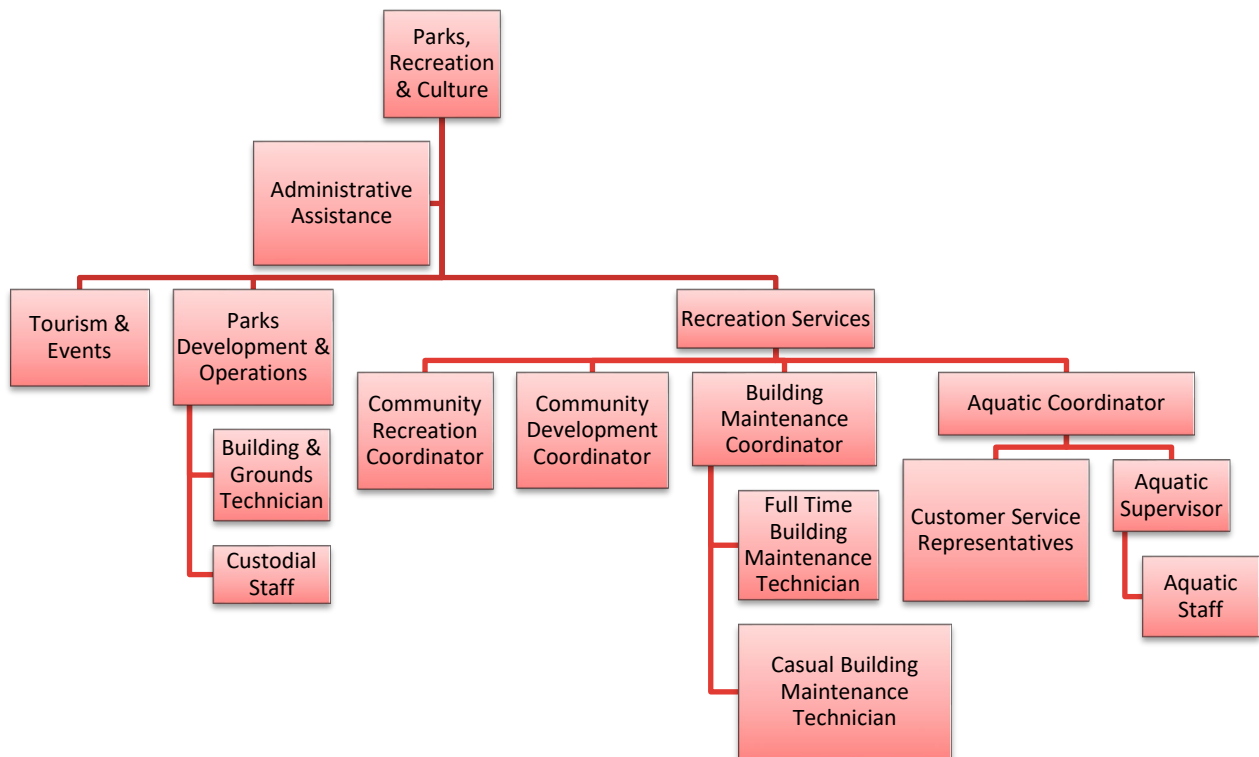 Parks,
Recreation
& Culture
Administrative
Assistance
Tourism &
Events
Parks
Development &
Operations
Recreation Services
Building &
Grounds
Technician
Custodial
Staff
Community
Recreation
Coordinator
Community
Development
Coordinator
Building
Maintenance
Coordinator
Full Time
Building
Maintenance
Technician
Casual Building
Maintenance
Technician
Aquatic Coordinator
Customer Service
Representatives
Aquatic
Supervisor
Aquatic
Staff